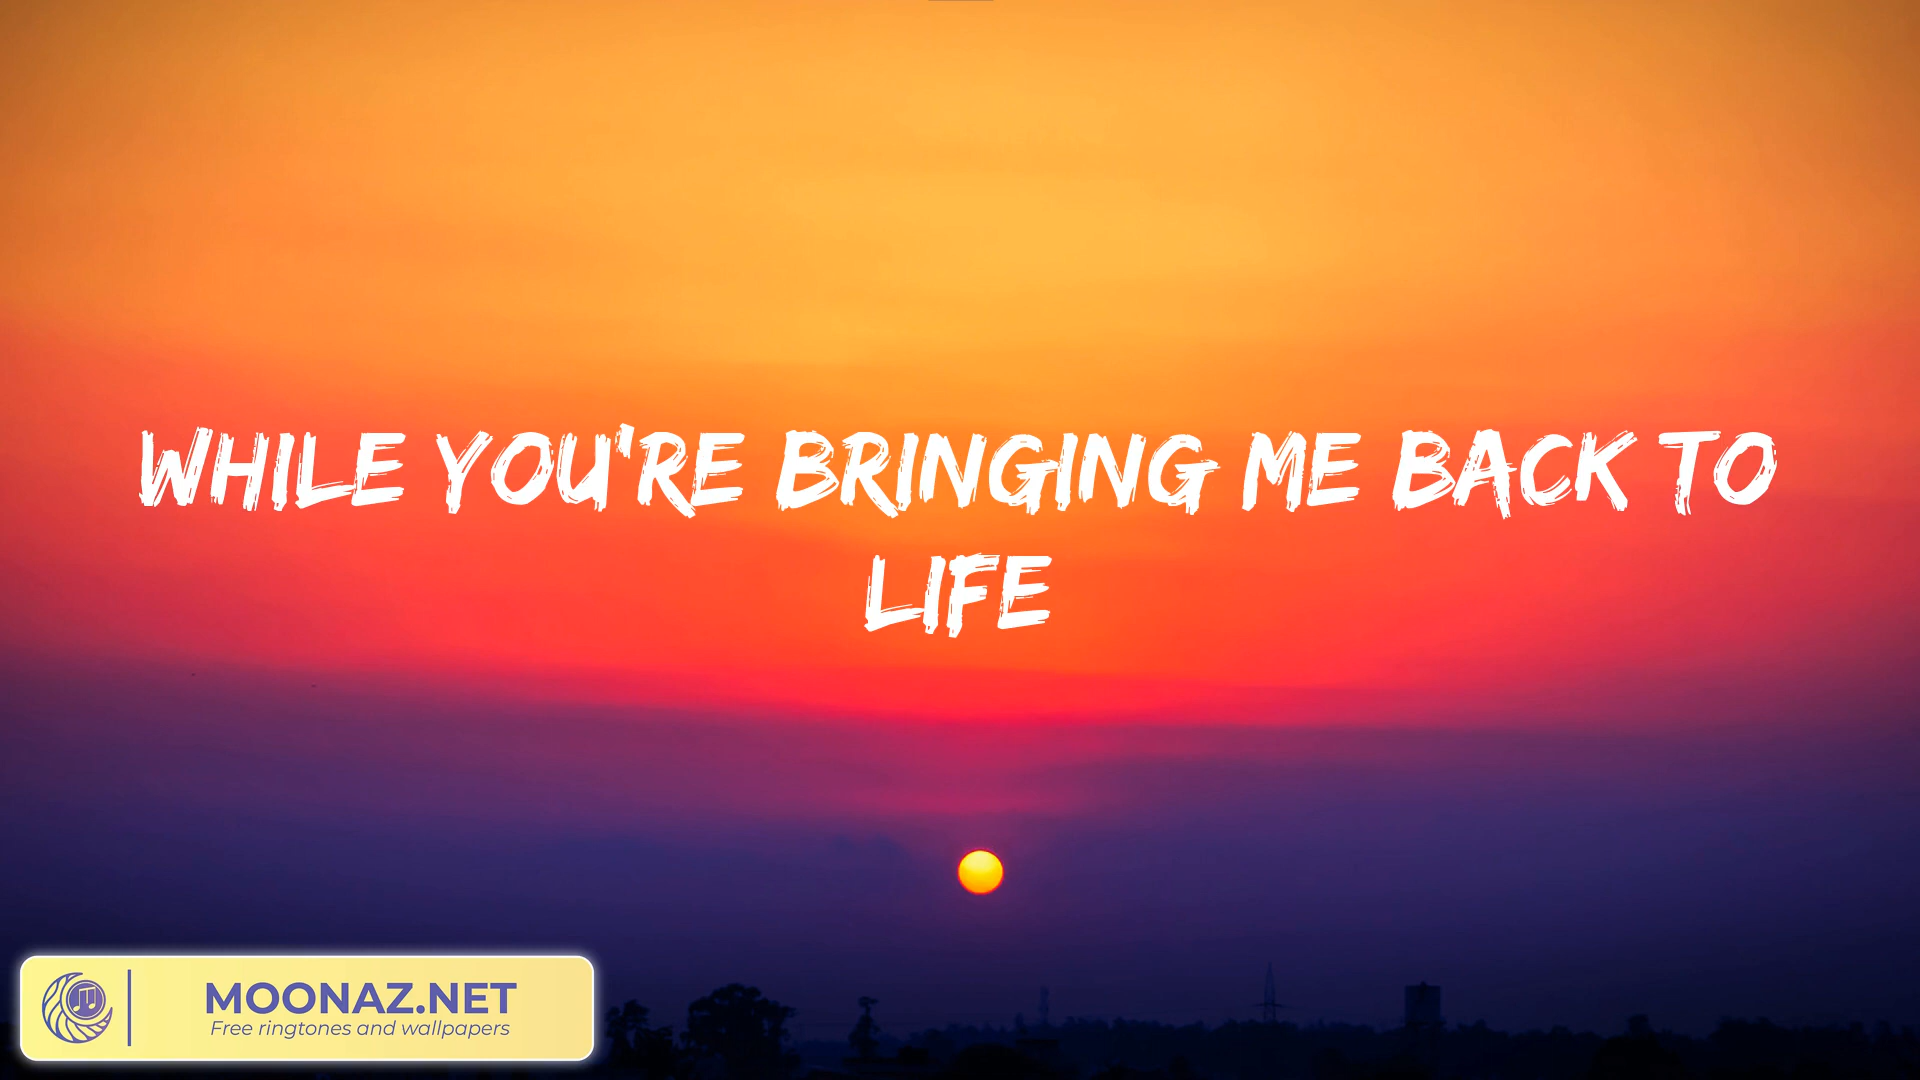 WHILE YOU'RE BRINGING ME BACK TO
LIFE
MOONAZ.NET
Free ringtones and wallpapers